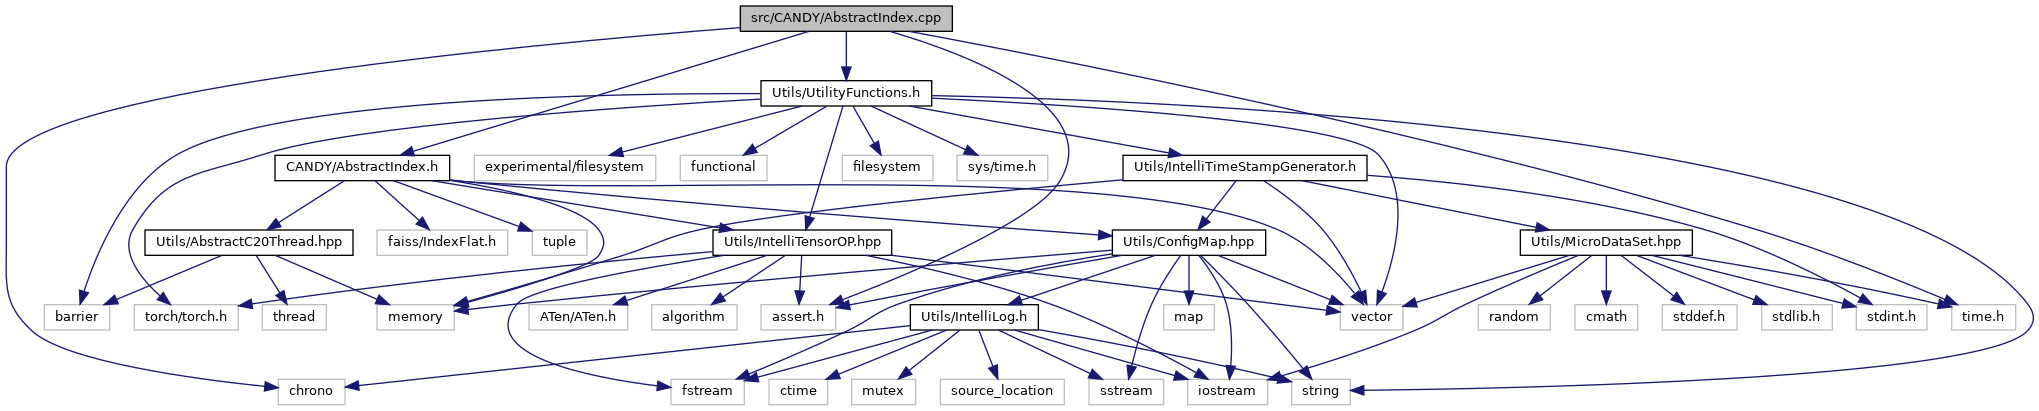 src/CANDY/AbstractIndex.cpp
Utils/UtilityFunctions.h
CANDY/AbstractIndex.h
experimental/filesystem
functional
filesystem
sys/time.h
Utils/IntelliTimeStampGenerator.h
Utils/AbstractC20Thread.hpp
faiss/IndexFlat.h
tuple
Utils/IntelliTensorOP.hpp
Utils/ConfigMap.hpp
Utils/MicroDataSet.hpp
barrier
torch/torch.h
thread
memory
ATen/ATen.h
algorithm
assert.h
Utils/IntelliLog.h
map
vector
random
cmath
stddef.h
stdlib.h
stdint.h
time.h
chrono
fstream
ctime
mutex
source_location
sstream
iostream
string